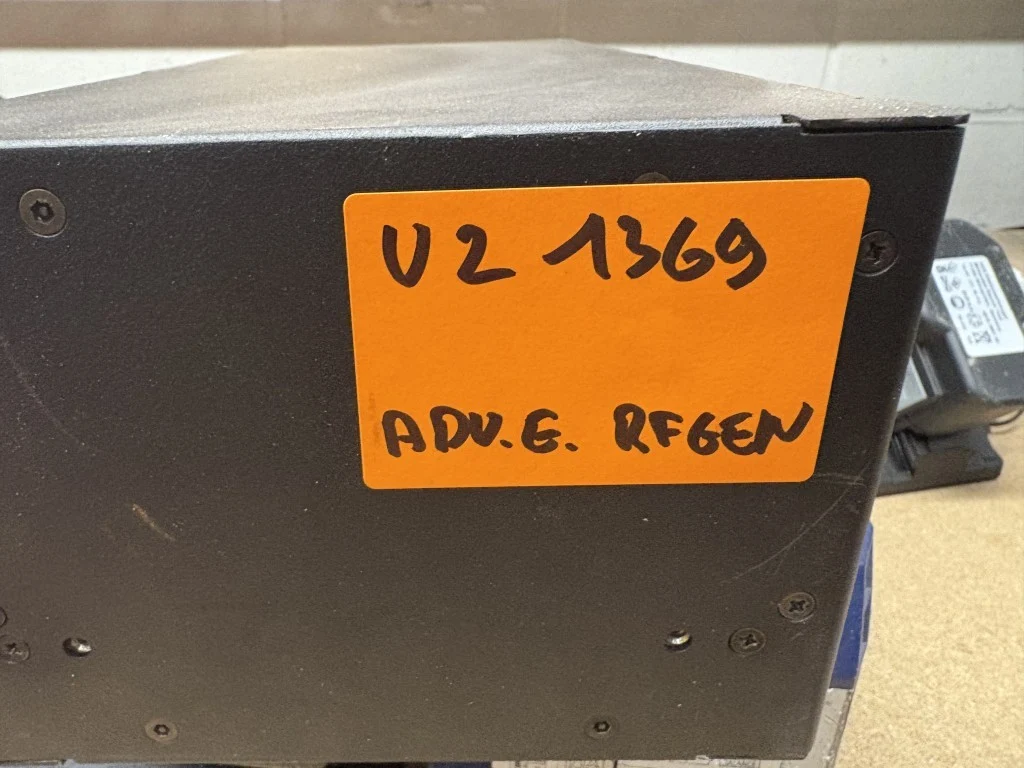 V2 1369
ADV.E. RFGEN